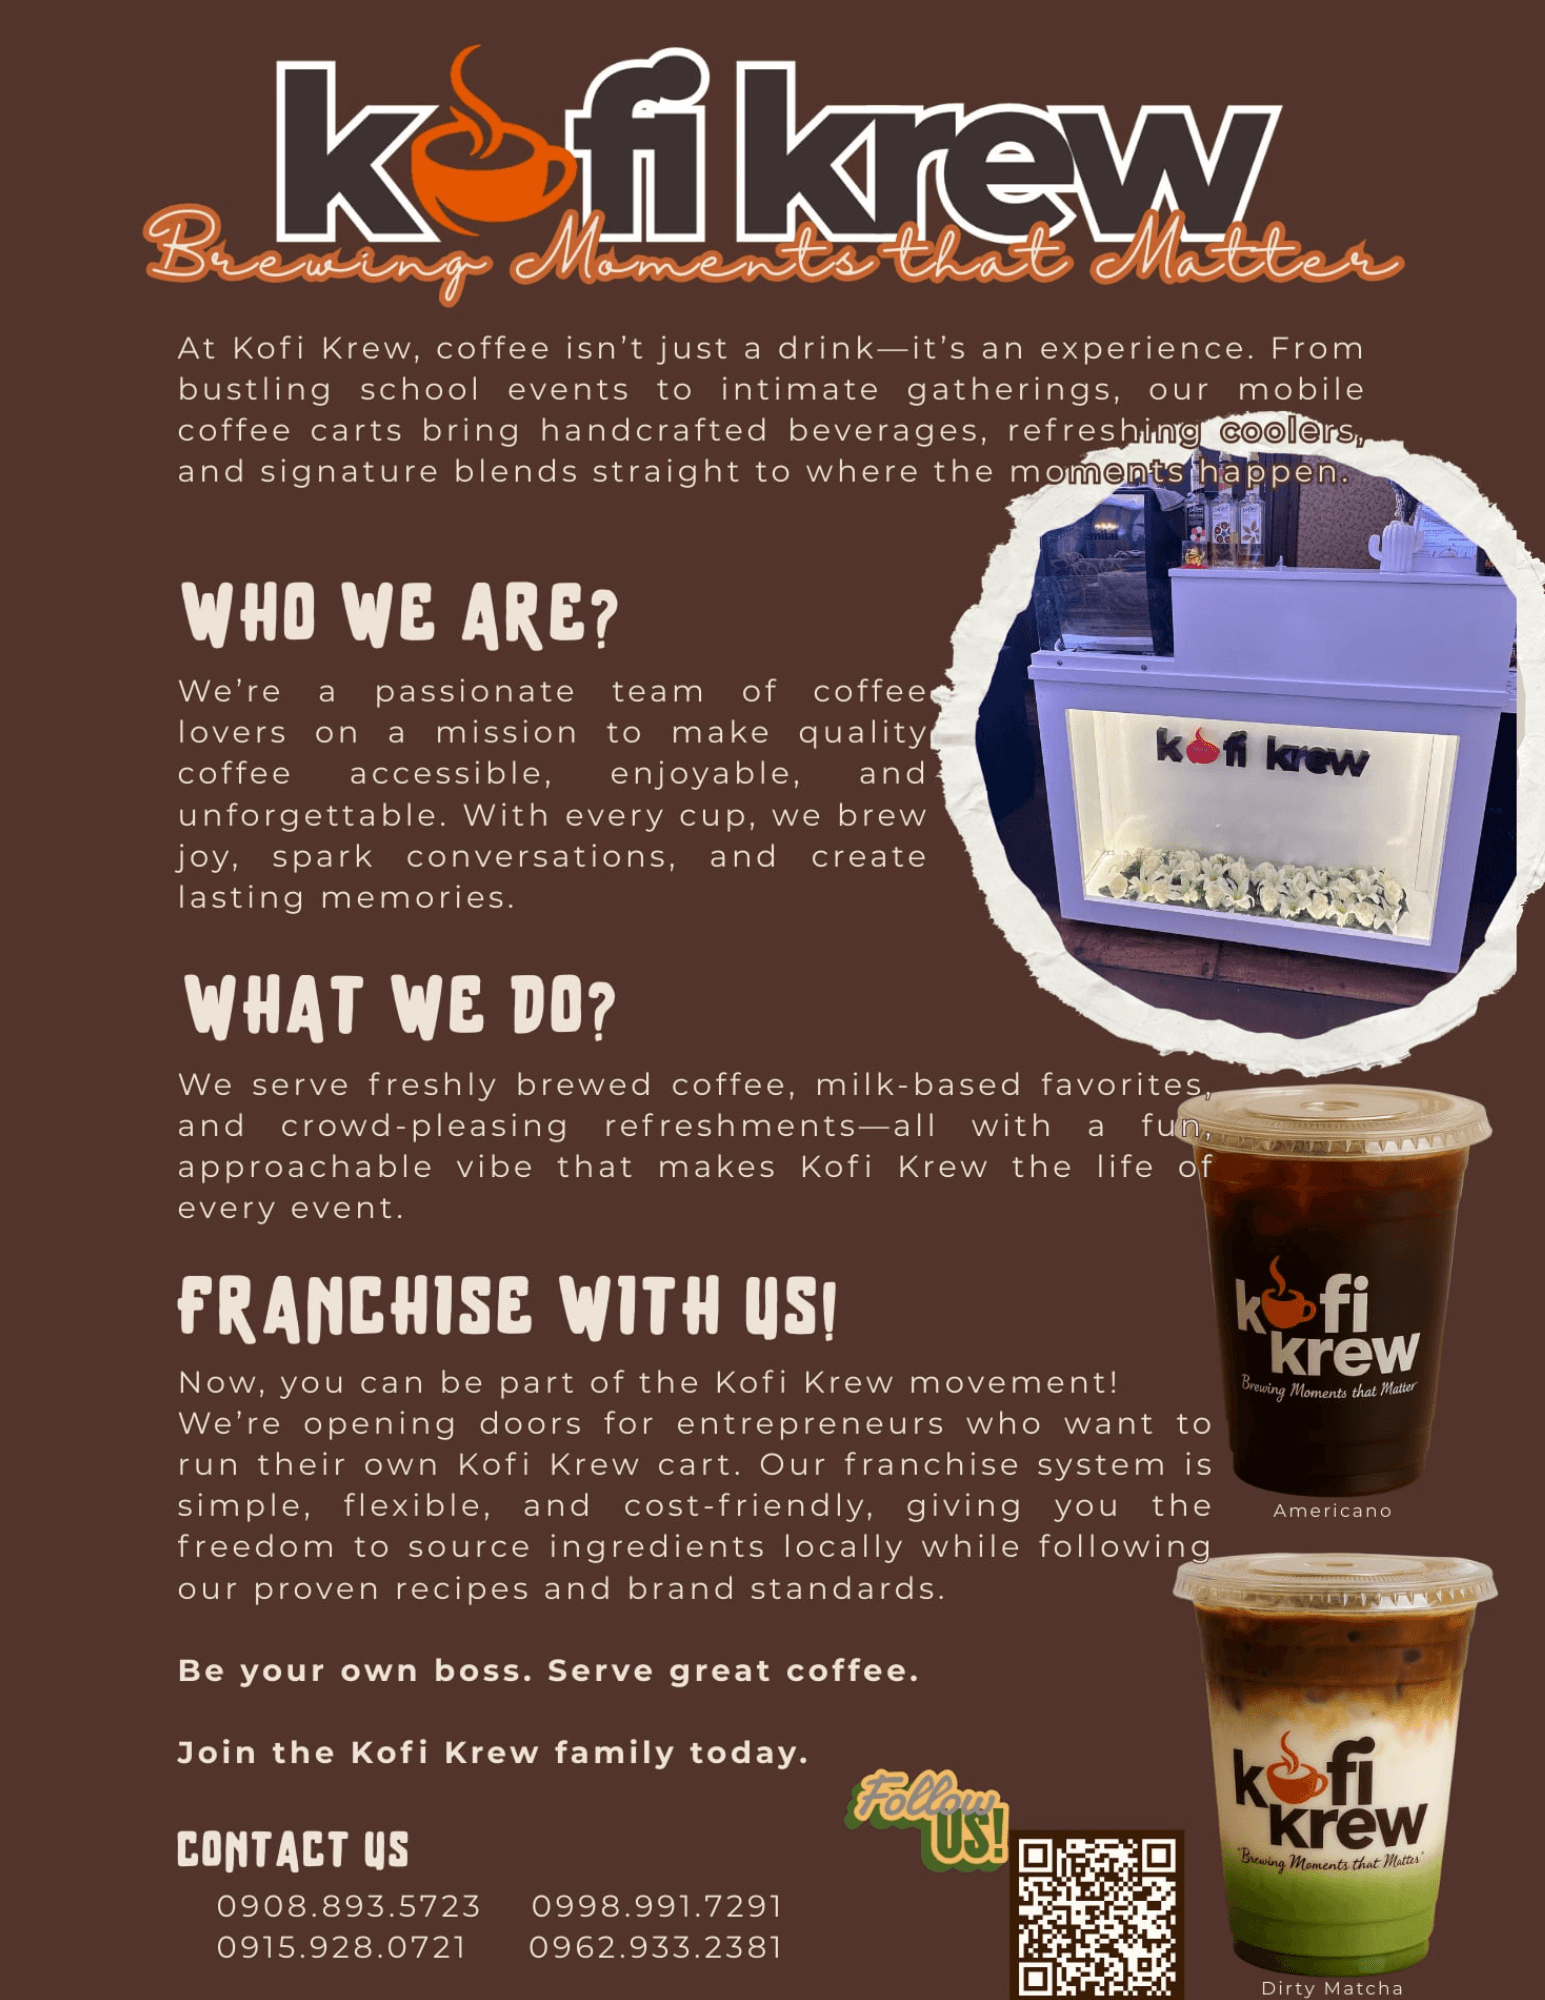 kofi krew
Brewing Moments that Matter
At Kofi Krew, coffee isn’t just a drink—it’s an experience. From
bustling school events to intimate gatherings, our mobile
coffee carts bring handcrafted beverages, refreshing coolers,
and signature blends straight to where the moments happen.
WHO WE ARE?
We’re a passionate team of coffee
lovers on a mission to make quality
coffee accessible, enjoyable, and
unforgettable. With every cup, we brew
joy, spark conversations, and create
lasting memories.
kofi krew
WHAT WE DO?
We serve freshly brewed coffee, milk-based favorites,
and crowd-pleasing refreshments—all with a fun,
approachable vibe that makes Kofi Krew the life of
every event.
FRANCHISE WITH US!
Now, you can be part of the Kofi Krew movement!
We’re opening doors for entrepreneurs who want to
run their own Kofi Krew cart. Our franchise system is
simple, flexible, and cost-friendly, giving you the
freedom to source ingredients locally while following
our proven recipes and brand standards.
Be your own boss. Serve great coffee.
Join the Kofi Krew family today.
kofi
krew
Brewing Moments that Matter
Americano
kofi
krew
"Brewing Moments that Matter"
Dirty Matcha
Follow
US!
CONTACT US
0908.893.5723 0998.991.7291
0915.928.0721 0962.933.2381